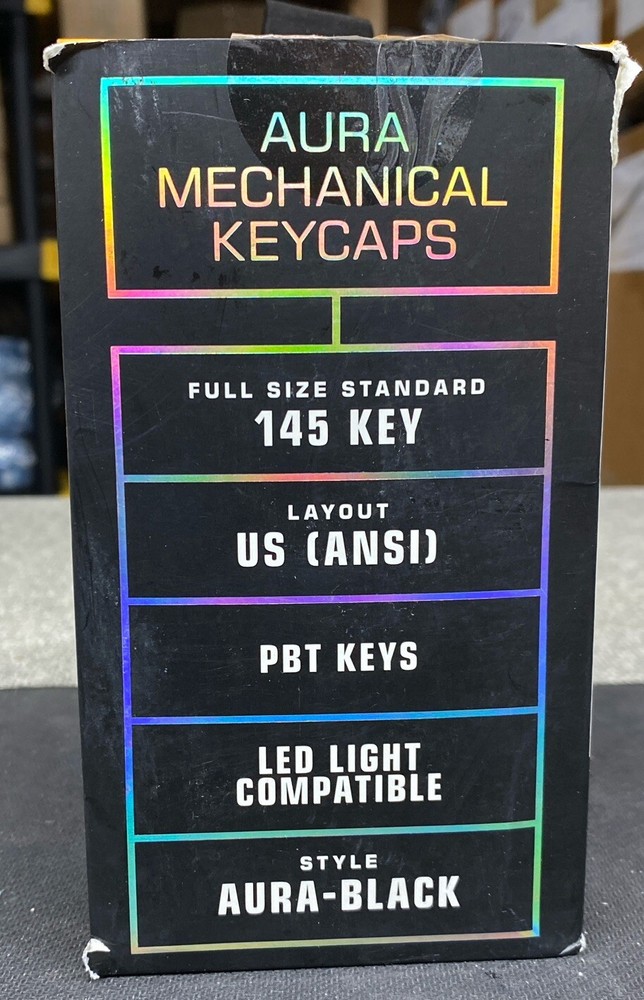 AURA
MECHANICAL
KEYCAPS
FULL SIZE STANDARD
145 KEY
LAYOUT
US (ANSI)
PBT KEYS
LED LIGHT
COMPATIBLE
STYLE
AURA-BLACK